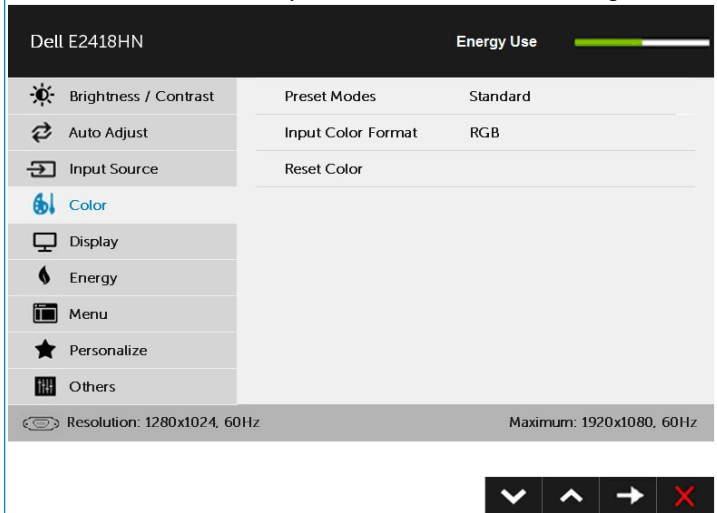 Dell E2418HN Energy Use
Brightness / Contrast Preset Modes Standard
Auto Adjust Input Color Format RGB
Input Source Reset Color
Color
Display
Energy
Menu
Personalize
Others
Resolution: 1280x1024, 60Hz Maximum: 1920x1080, 60Hz